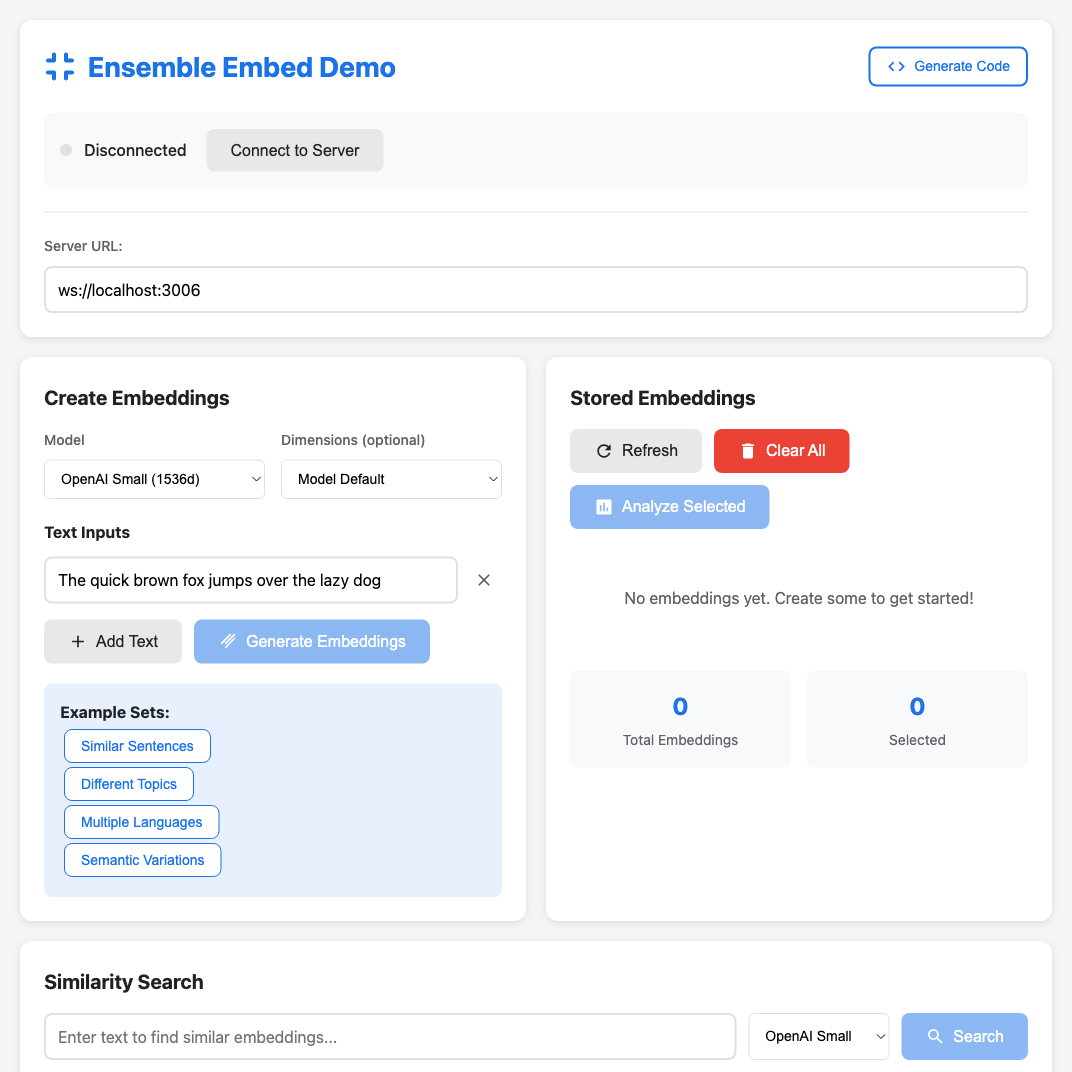 Ensemble Embed Demo
Generate Code
Disconnected
Connect to Server
Server URL:
ws://localhost:3006
Create Embeddings
Model
Dimensions (optional)
OpenAI Small (1536d)
Model Default
Text Inputs
The quick brown fox jumps over the lazy dog
Add Text
Generate Embeddings
Example Sets:
Similar Sentences
Different Topics
Multiple Languages
Semantic Variations
Stored Embeddings
Refresh
Clear All
Analyze Selected
No embeddings yet. Create some to get started!
0
Total Embeddings
0
Selected
Similarity Search
Enter text to find similar embeddings...
OpenAI Small
Search